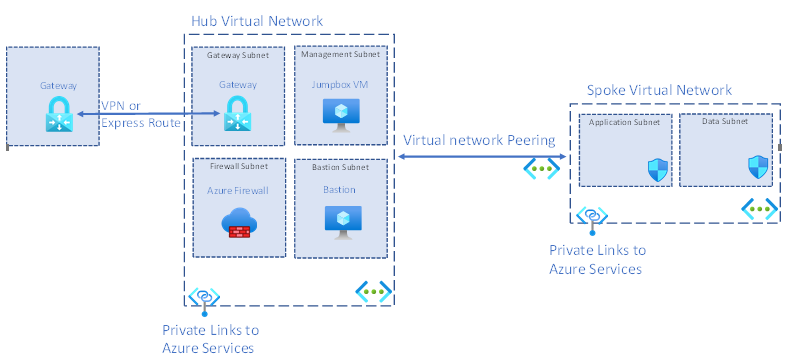 Hub Virtual Network
Gateway
VPN or
Express Route
Gateway Subnet
Gateway
Management Subnet
Jumpbox VM
Firewall Subnet
Azure Firewall
Bastion Subnet
Bastion
Private Links to
Azure Services
Virtual network Peering
Spoke Virtual Network
Application Subnet
Data Subnet
Private Links to
Azure Services